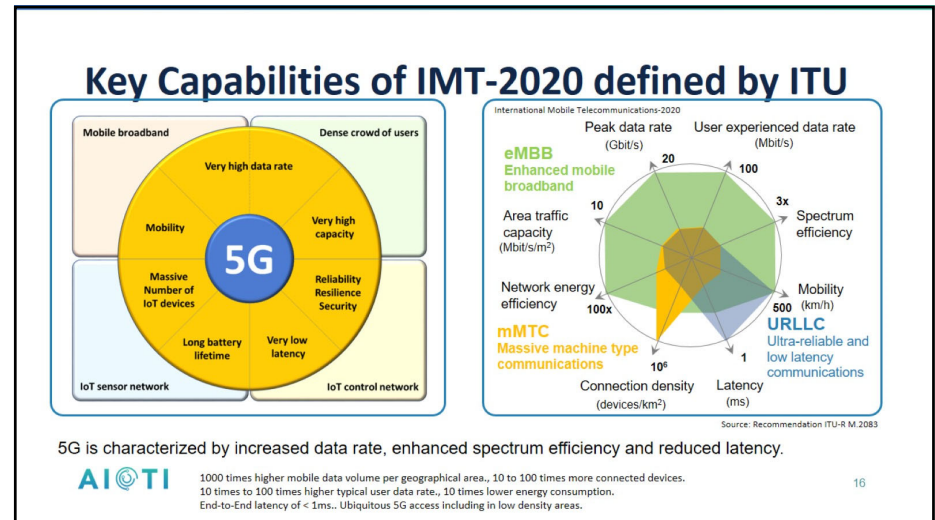 Key Capabilities of IMT-2020 defined by ITU
Mobile broadband
Dense crowd of users
Very high data rate
Mobility
Very high
capacity
5G
Massive
Number of
IoT devices
Reliability
Resilience
Security
Long battery
lifetime
Very low
latency
IoT sensor network
IoT control network
International Mobile Telecommunications-2020
Peak data rate
(Gbit/s)
User experienced data rate
(Mbit/s)
eMBB
Enhanced mobile
broadband
20
100
10
3x
Area traffic
capacity
(Mbit/s/m²)
Spectrum
efficiency
Network energy
efficiency
100x
Mobility
(km/h)
500
mMTC
Massive machine type
communications
URLLC
Ultra-reliable and
low latency
communications
10⁶
1
Connection density
(devices/km²)
Latency
(ms)
Source: Recommendation ITU-R M.2083
5G is characterized by increased data rate, enhanced spectrum efficiency and reduced latency.
AIOTI
1000 times higher mobile data volume per geographical area., 10 to 100 times more connected devices.
10 times to 100 times higher typical user data rate., 10 times lower energy consumption.
End-to-End latency of < 1ms.. Ubiquitous 5G access including in low density areas.
16